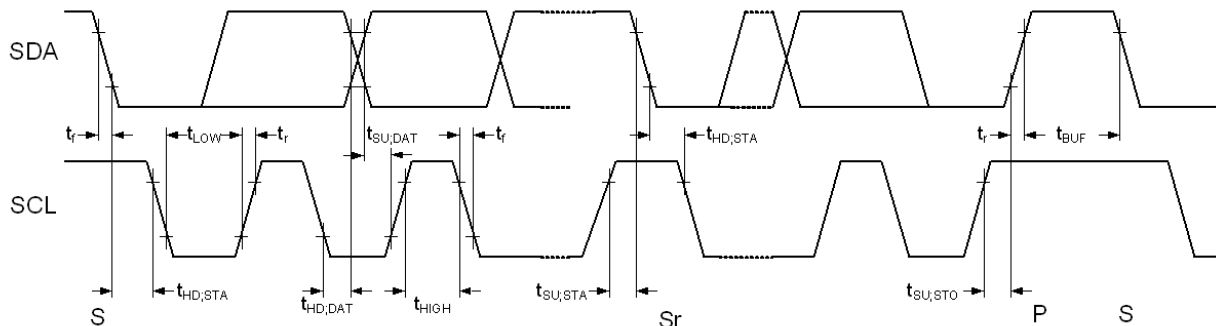 SDA
tf tLOW tr tSU;DAT tf tHD;STA tr tBUF
SCL
tHD;STA tHD;DAT tHIGH tSU;STA tSU;STO
S Sr P S